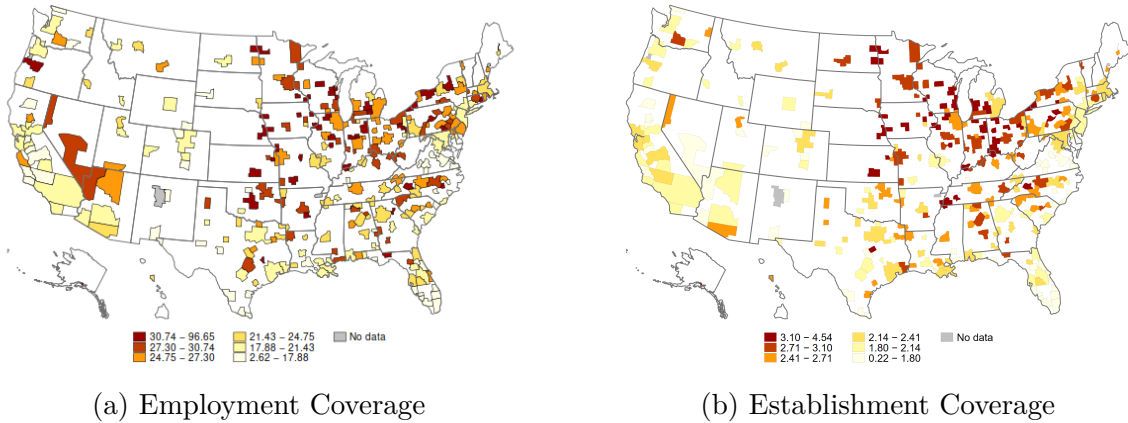 30.74 − 96.65 21.43 − 24.75 No data
27.30 − 30.74 17.88 − 21.43
24.75 − 27.30 2.62 − 17.88
3.10 − 4.54 2.14 − 2.41 No data
2.71 − 3.10 1.80 − 2.14
2.41 − 2.71 0.22 − 1.80
(a) Employment Coverage
(b) Establishment Coverage